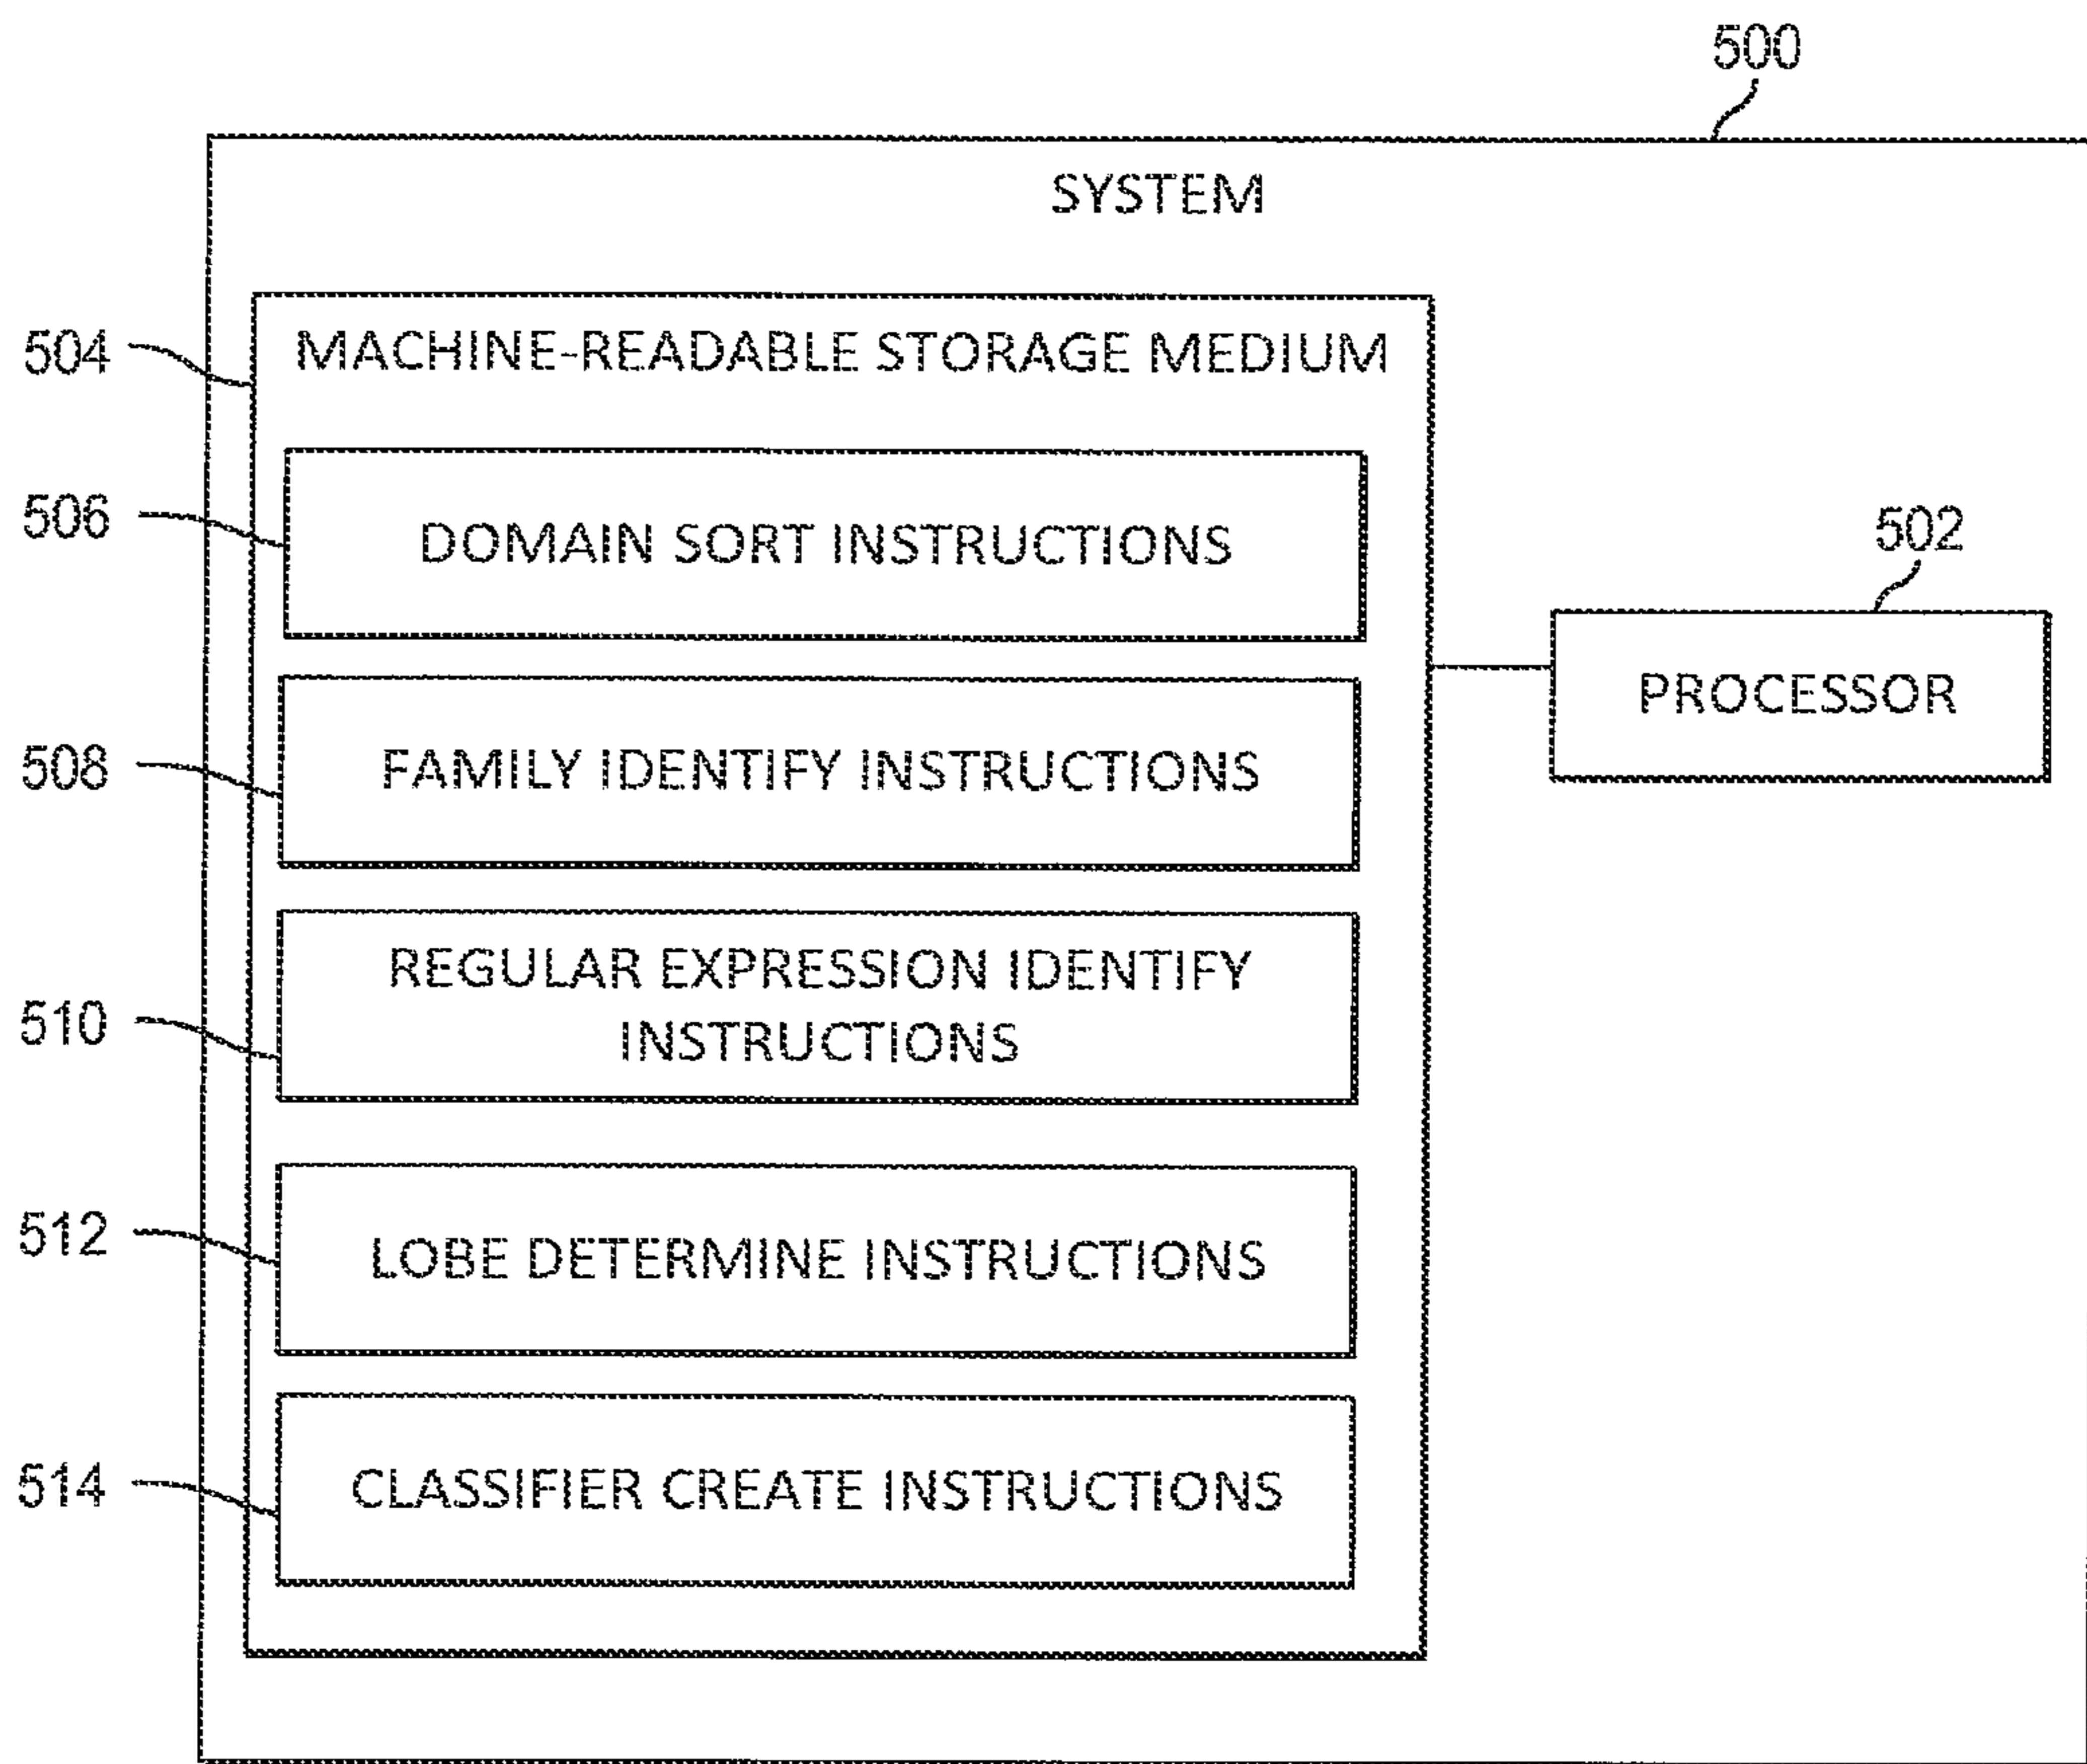 500
SYSTEM
504
MACHINE-READABLE STORAGE MEDIUM
506
DOMAIN SORT INSTRUCTIONS
502
PROCESSOR
508
FAMILY IDENTIFY INSTRUCTIONS
510
REGULAR EXPRESSION IDENTIFY
INSTRUCTIONS
512
LOBE DETERMINE INSTRUCTIONS
514
CLASSIFIER CREATE INSTRUCTIONS